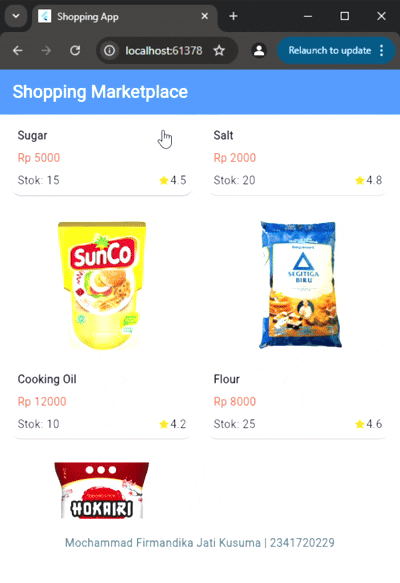 Shopping App
localhost:61378
Relaunch to update
Shopping Marketplace
Sugar
Salt
Rp 5000
Rp 2000
Stok: 15
4.5
Stok: 20
4.8
SunCo
SEGITIGA
BIRU
Cooking Oil
Flour
Rp 12000
Rp 8000
Stok: 10
4.2
Stok: 25
4.6
HOKAIRI
Mochammad Firmandika Jati Kusuma | 2341720229